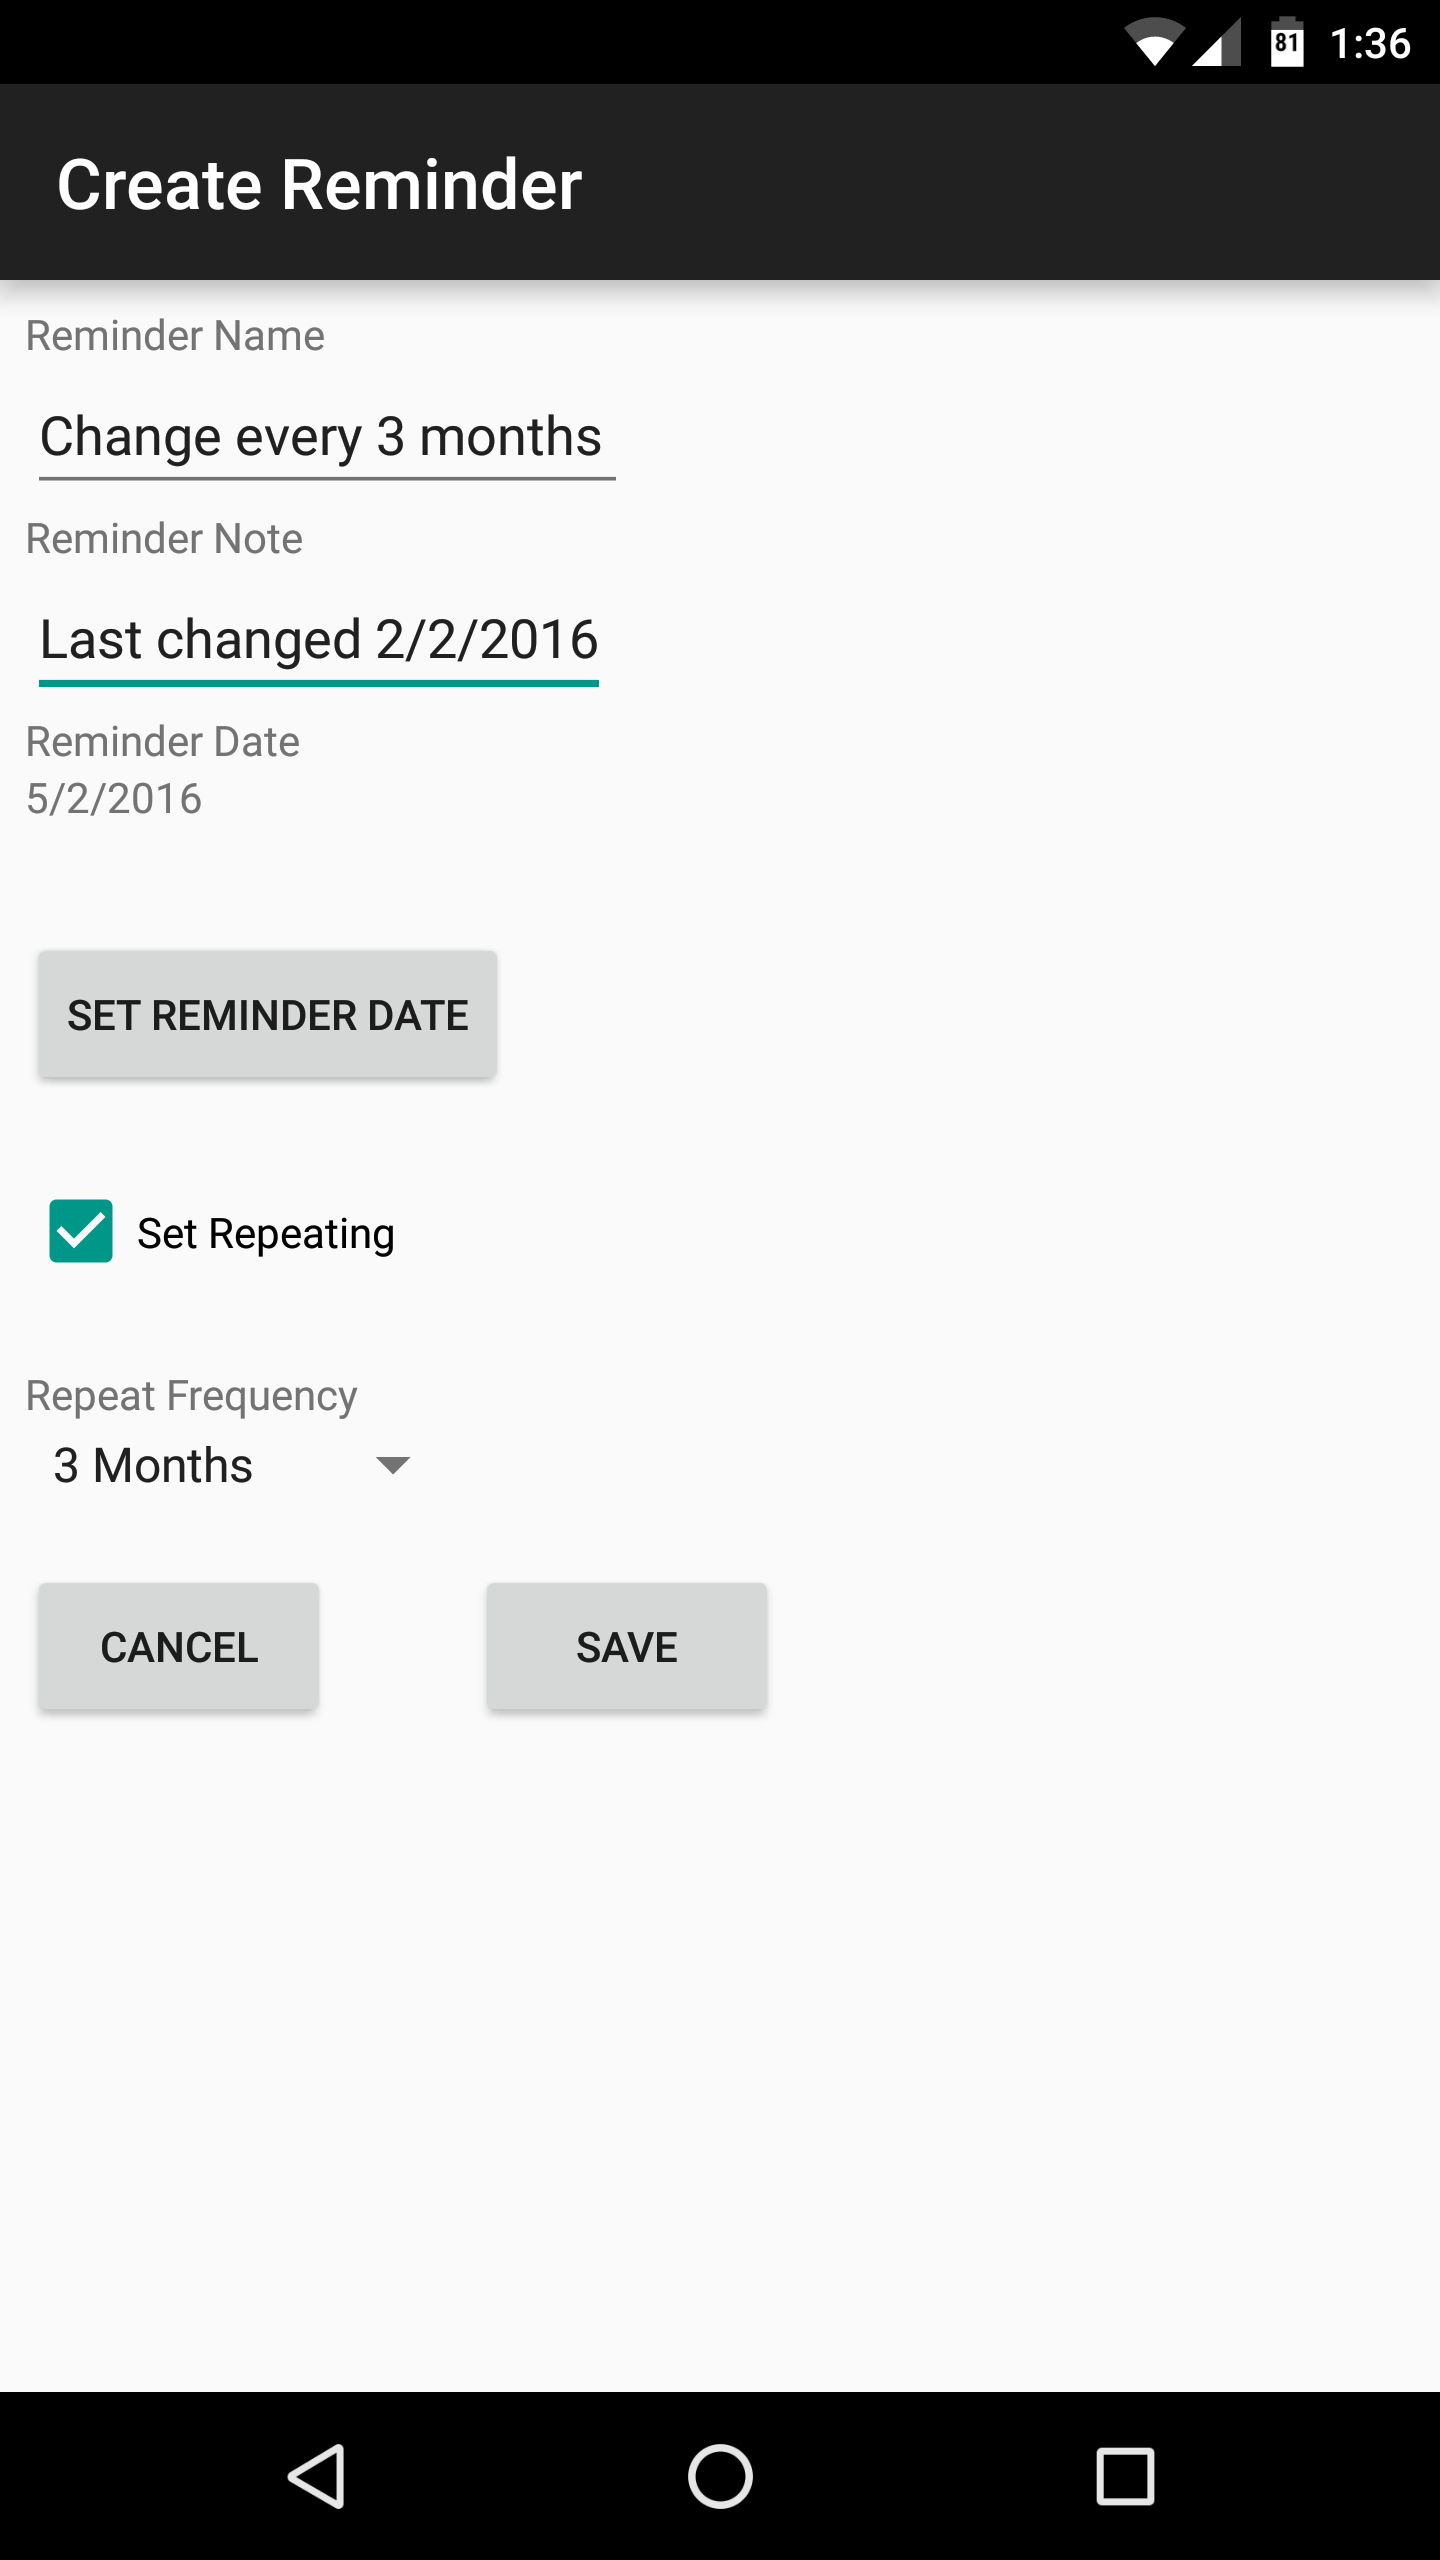 81 1:36
Create Reminder
Reminder Name
Change every 3 months
Reminder Note
Last changed 2/2/2016
Reminder Date
5/2/2016
SET REMINDER DATE
Set Repeating
Repeat Frequency
3 Months
CANCEL SAVE